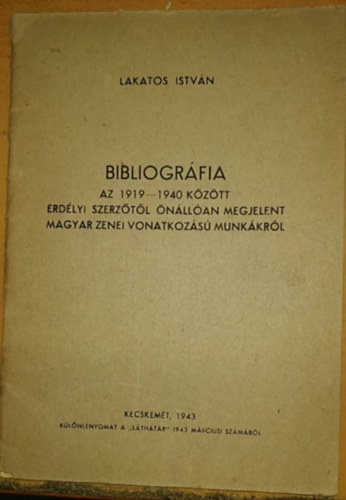 LAKATOS ISTVÁN
BIBLIOGRÁFIA
AZ 1919—1940 KÖZÖTT
ERDÉLYI SZERZŐTŐL ÖNÁLLÓAN MEGJELENT
MAGYAR ZENEI VONATKOZÁSÚ MUNKÁKRÓL
KECSKEMÉT, 1943
KÜLÖNLENYOMAT A „LÁTHATÁR" 1943 MÁRCIUSI SZÁMÁBÓL